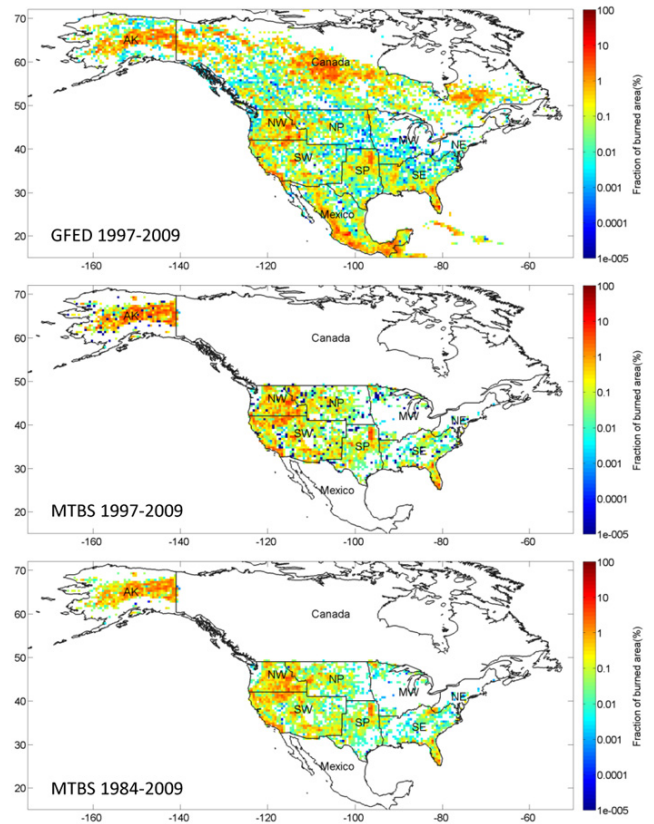 70
60
50
40
30
20
AK
Canada
NW
NP
MW
NE
SW
SP
SE
Mexico
GFED 1997-2009
-160
-140
-120
-100
-80
-60
100
10
1
0.1
0.01
0.001
0.0001
1e-005
Fraction of burned area(%)
70
60
50
40
30
20
AK
Canada
NW
NP
MW
NE
SW
SP
SE
Mexico
MTBS 1997-2009
-160
-140
-120
-100
-80
-60
100
10
1
0.1
0.01
0.001
0.0001
1e-005
Fraction of burned area(%)
70
60
50
40
30
20
AK
Canada
NW
NP
MW
NE
SW
SP
SE
Mexico
MTBS 1984-2009
-160
-140
-120
-100
-80
-60
100
10
1
0.1
0.01
0.001
0.0001
1e-005
Fraction of burned area(%)